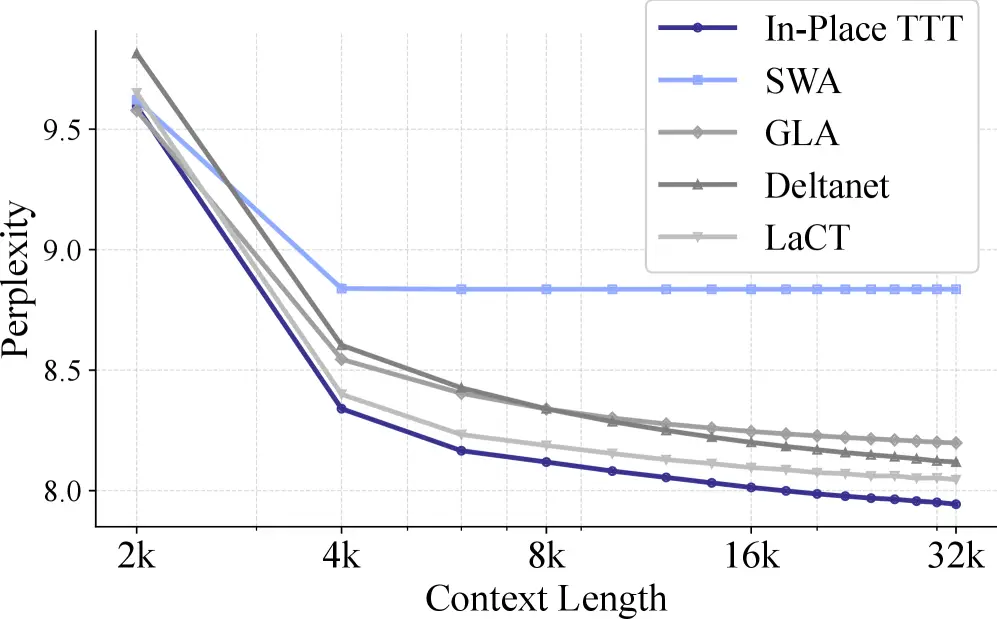 In-Place TTT
SWA
GLA
Deltanet
LaCT
Perplexity
9.5
9.0
8.5
8.0
2k
4k
8k
16k
32k
Context Length